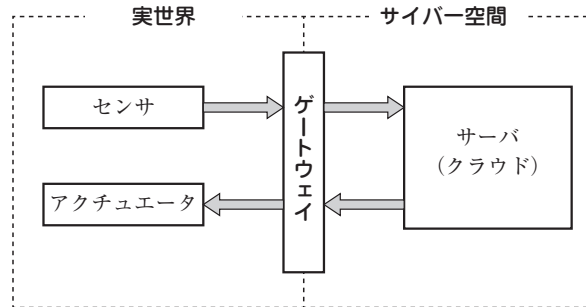 実世界
サイバー空間
センサ
ゲートウェイ
サーバ
（クラウド）
アクチュエータ